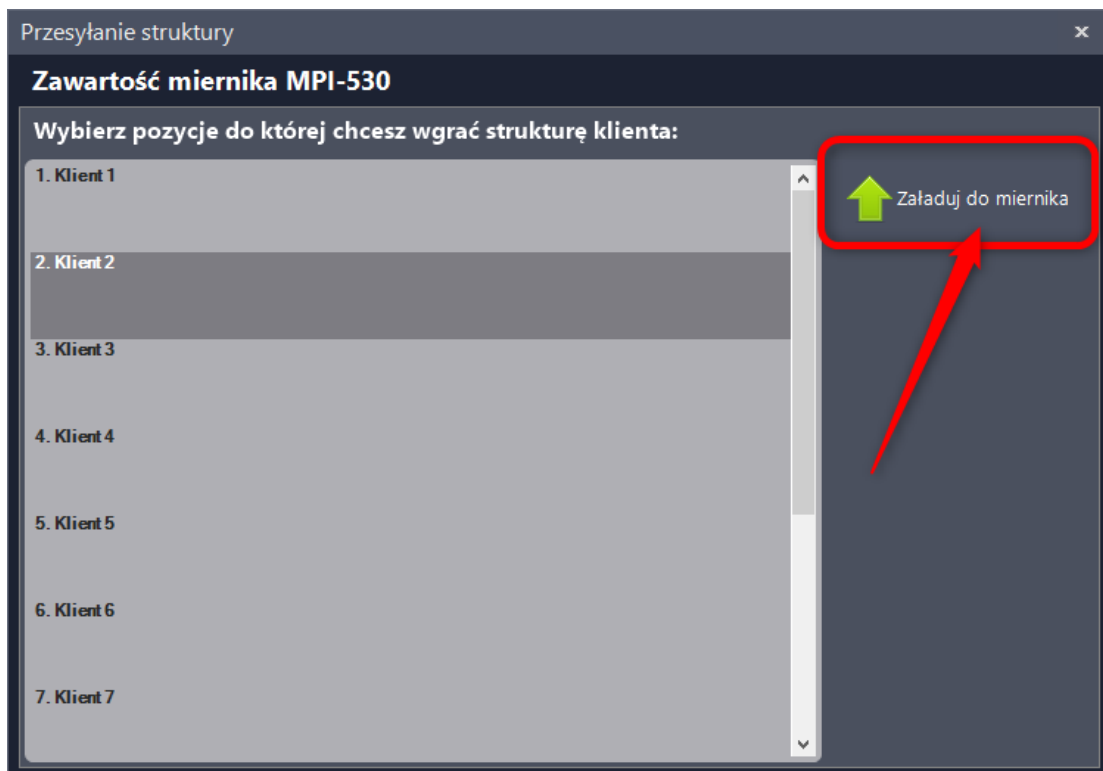 Przesyłanie struktury
Zawartość miernika MPI-530
Wybierz pozycje do której chcesz wgrać strukturę klienta:
1. Klient 1
Załaduj do miernika
2. Klient 2
3. Klient 3
4. Klient 4
5. Klient 5
6. Klient 6
7. Klient 7